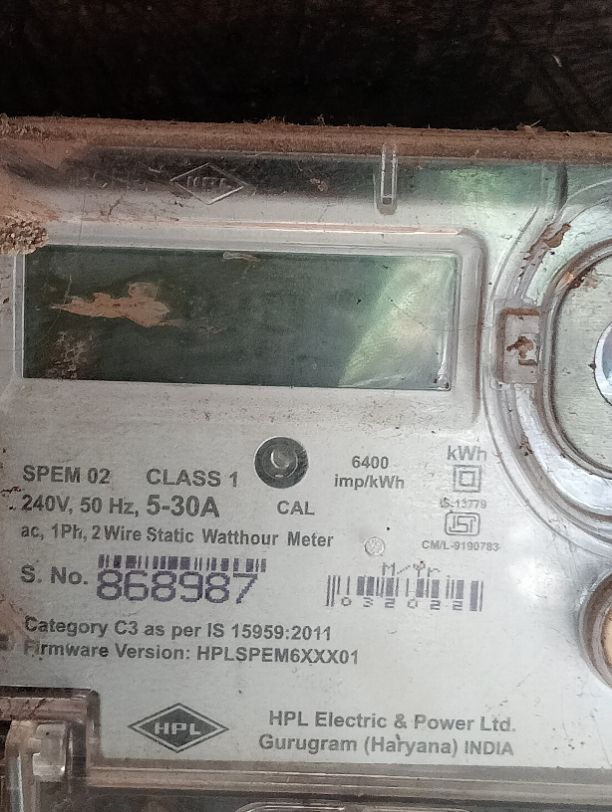 HPL
SPEM 02 CLASS 1 6400 imp/kWh kWh
240V, 50 Hz, 5-30A CAL IS:13779
ac, 1Ph, 2 Wire Static Watthour Meter CM/L-9190783
S. No. 868987 M/Yr
032022
Category C3 as per IS 15959:2011
Firmware Version: HPLSPEM6XXX01
HPL HPL Electric & Power Ltd.
Gurugram (Haryana) INDIA